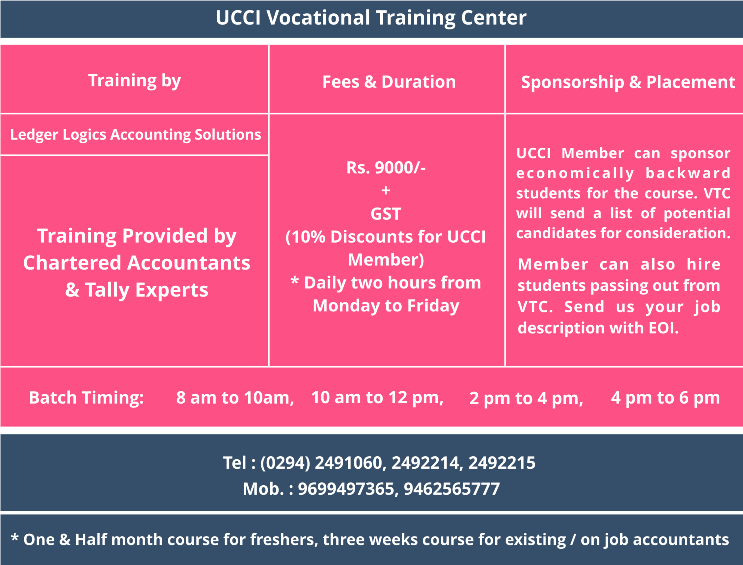 UCCI Vocational Training Center
Training by
Fees & Duration
Sponsorship & Placement
Ledger Logics Accounting Solutions
Training Provided by
Chartered Accountants
& Tally Experts
Rs. 9000/-
+
GST
(10% Discounts for UCCI
Member)
* Daily two hours from
Monday to Friday
UCCI Member can sponsor
economically backward
students for the course. VTC
will send a list of potential
candidates for consideration.
Member can also hire
students passing out from
VTC. Send us your job
description with EOI.
Batch Timing: 8 am to 10am, 10 am to 12 pm, 2 pm to 4 pm, 4 pm to 6 pm
Tel : (0294) 2491060, 2492214, 2492215
Mob. : 9699497365, 9462565777
* One & Half month course for freshers, three weeks course for existing / on job accountants